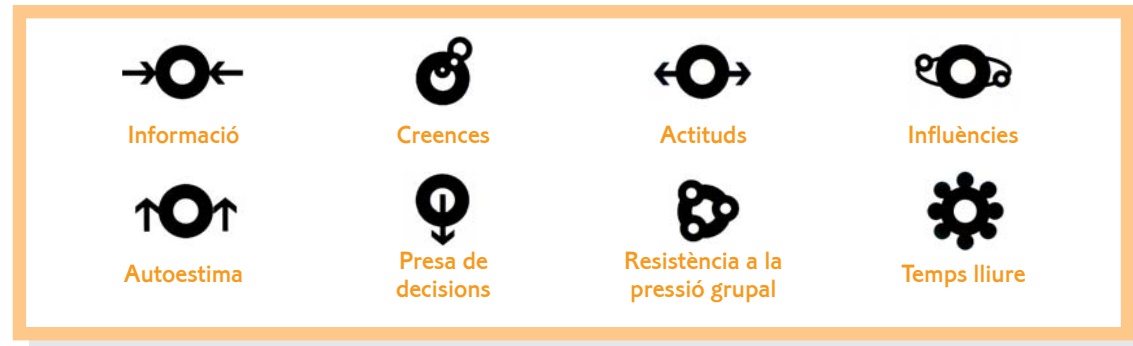 Informació
Creences
Actituds
Influències
Autoestima
Presa de
decisions
Resistència a la
pressió grupal
Temps lliure